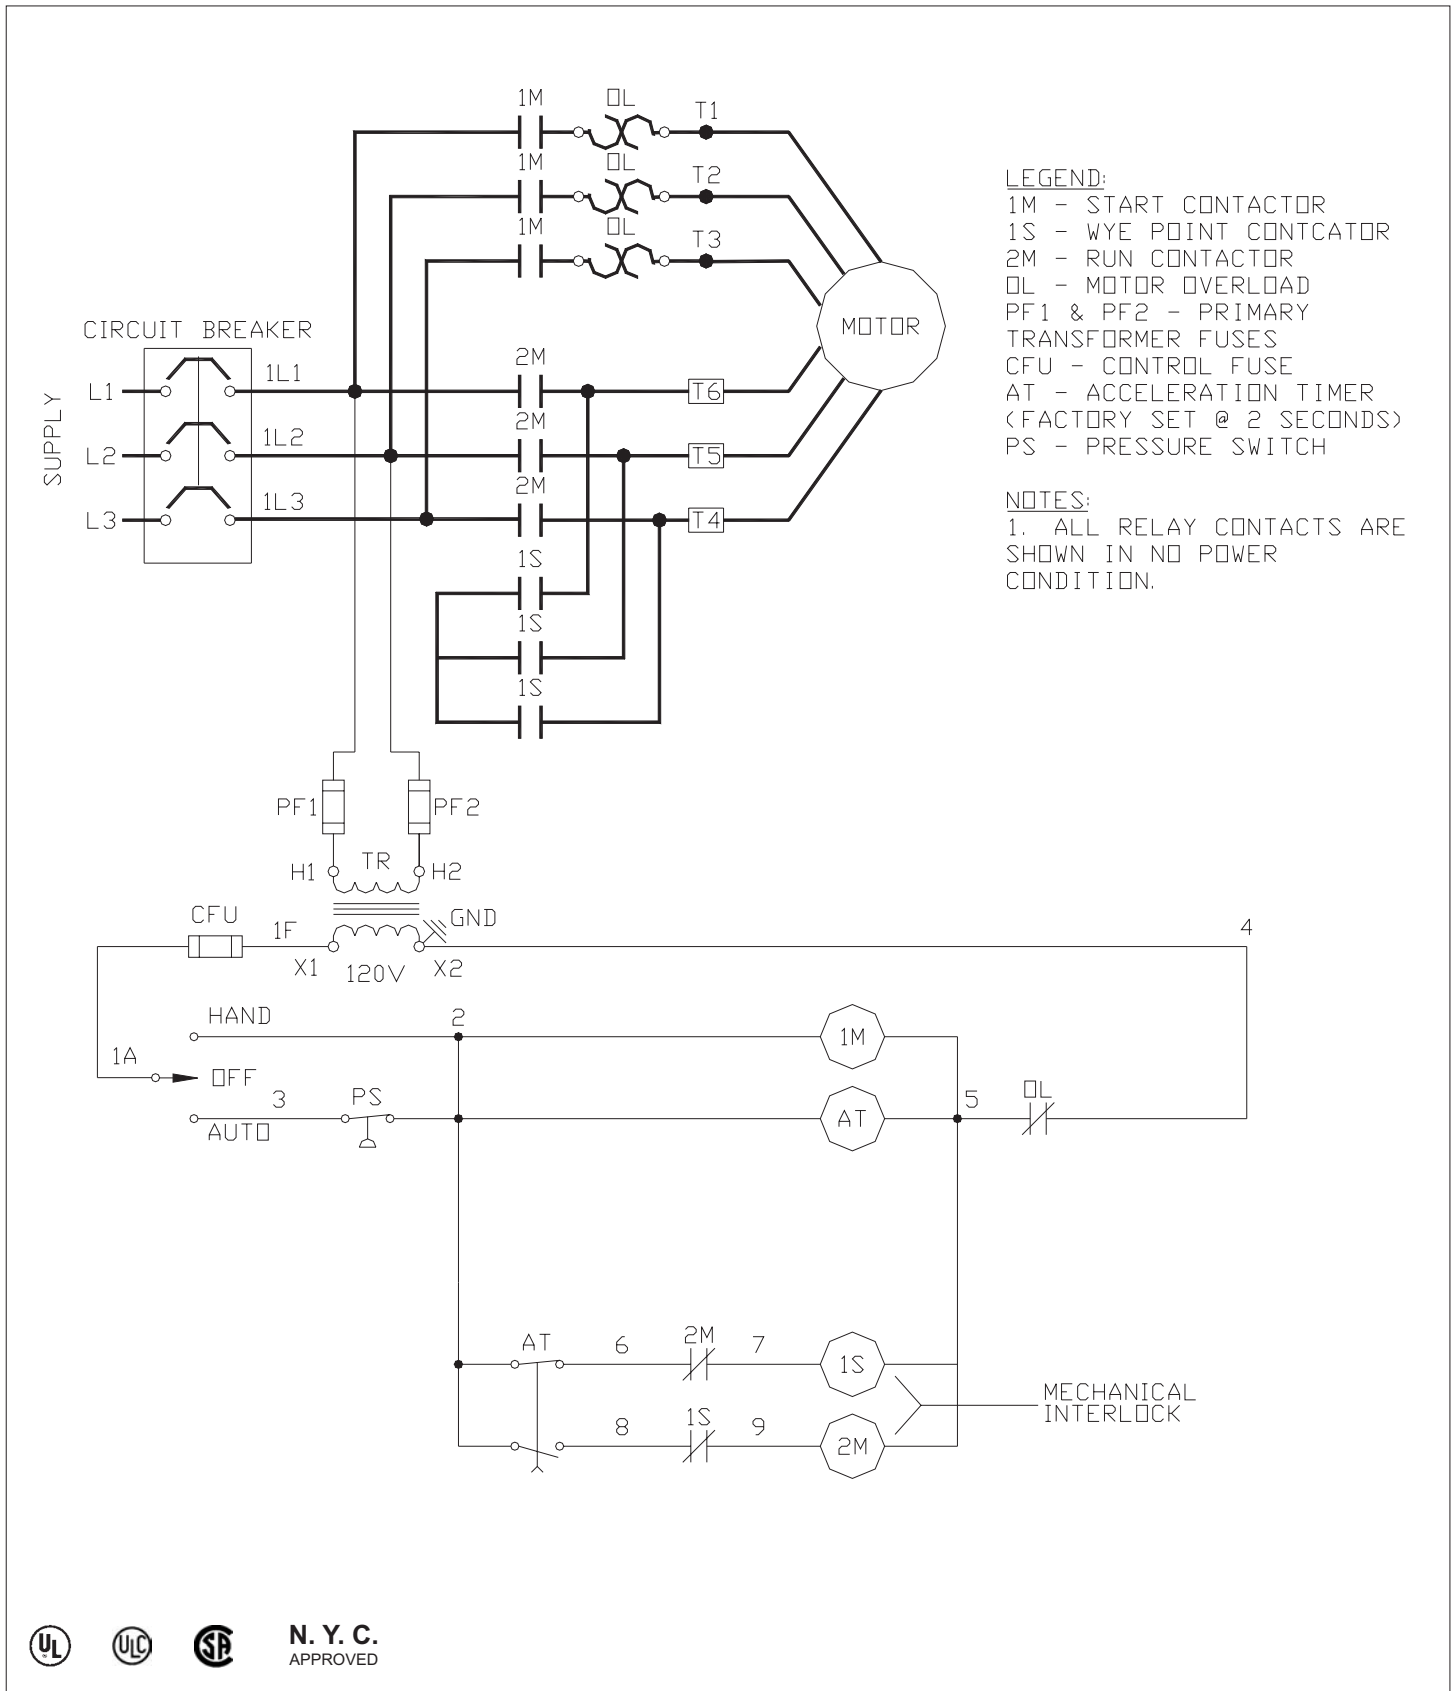 1M
OL
T1
1M
OL
T2
1M
OL
T3
LEGEND:
1M - START CONTACTOR
1S - WYE POINT CONTCATOR
2M - RUN CONTACTOR
OL - MOTOR OVERLOAD
PF1 & PF2 - PRIMARY
TRANSFORMER FUSES
CFU - CONTROL FUSE
AT - ACCELERATION TIMER
(FACTORY SET @ 2 SECONDS)
PS - PRESSURE SWITCH
NOTES:
1. ALL RELAY CONTACTS ARE
SHOWN IN NO POWER
CONDITION.
MOTOR
CIRCUIT BREAKER
SUPPLY
L1
1L1
2M
T6
L2
1L2
2M
T5
L3
1L3
2M
T4
1S
1S
1S
PF1
PF2
H1
TR
H2
CFU
1F
GND
X1
120V
X2
4
HAND
2
1M
1A
OFF
3
PS
AUTO
AT
5
OL
AT
6
2M
7
1S
8
1S
9
2M
MECHANICAL
INTERLOCK
UL
ULC
SA
N. Y. C.
APPROVED